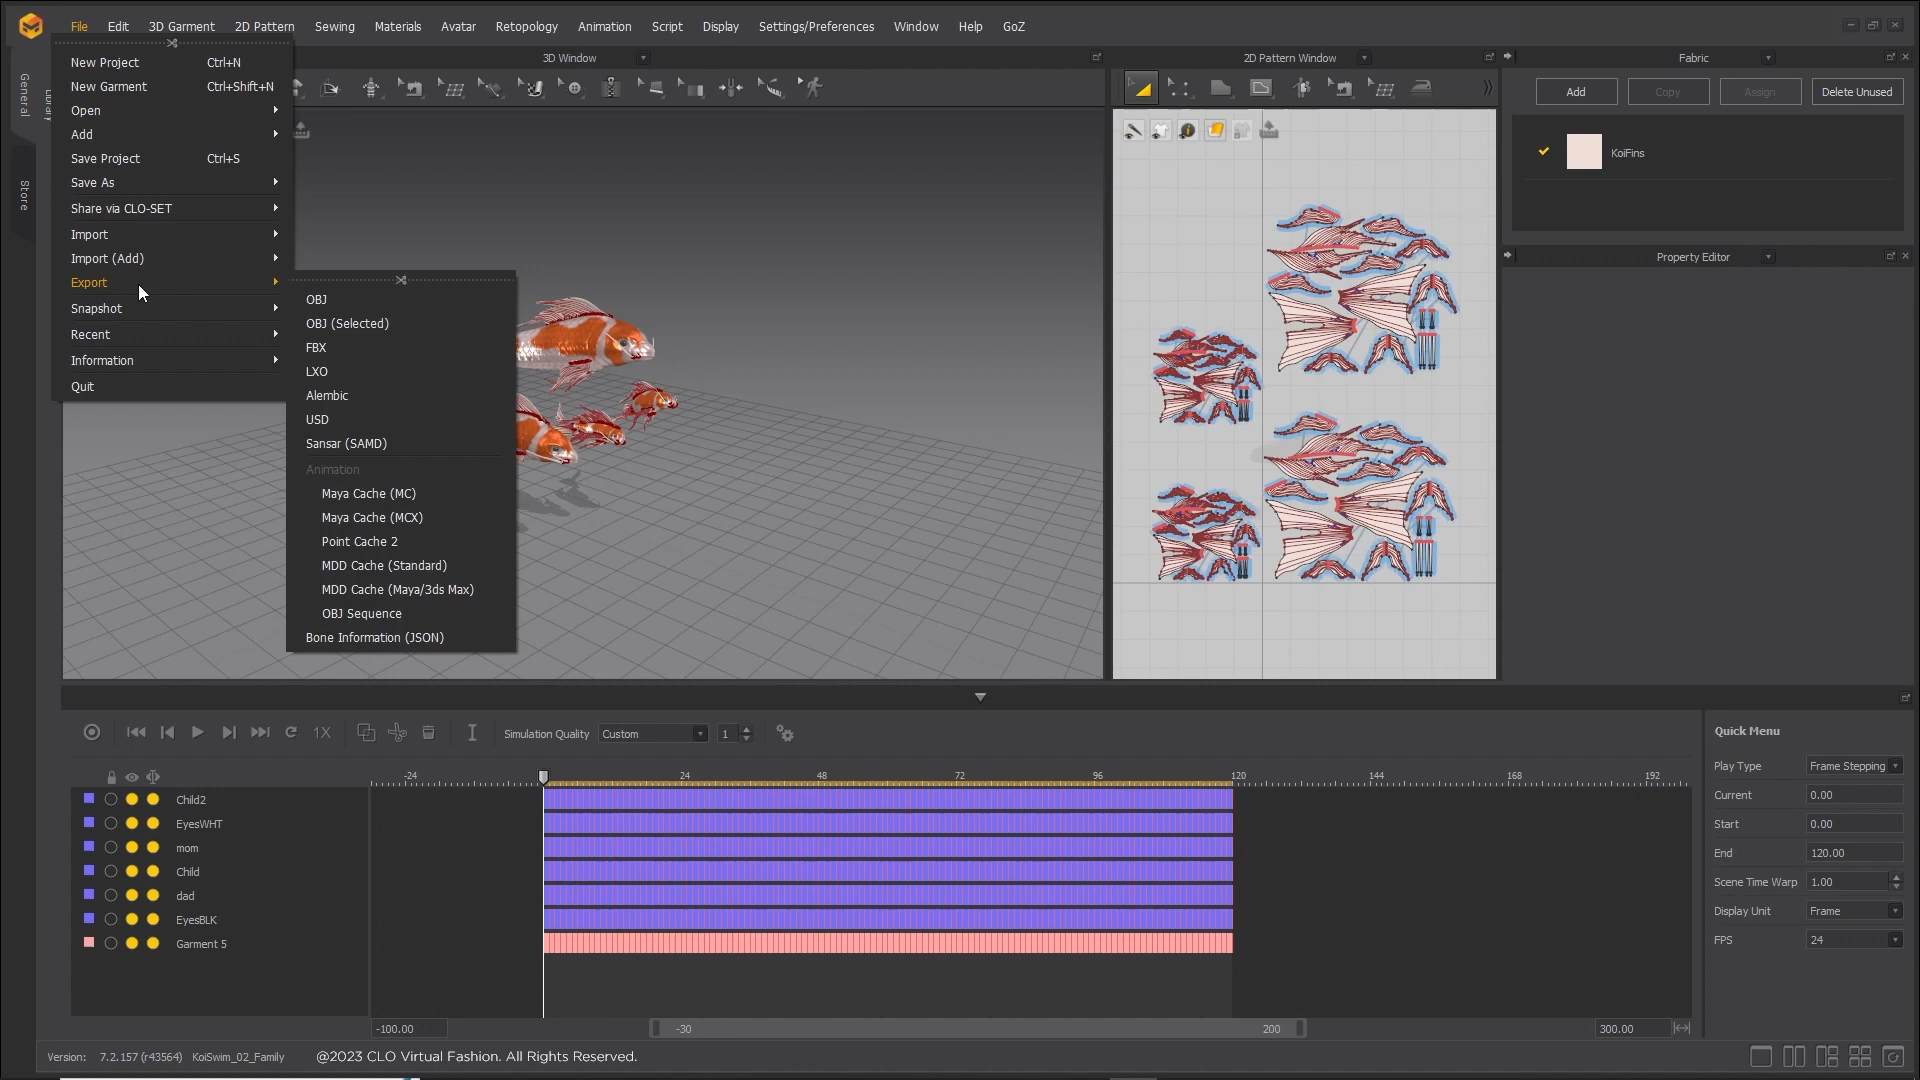 File Edit 3D Garment 2D Pattern Sewing Materials Avatar Retopology Animation Script Display Settings/Preferences Window Help GoZ
General
Store
New Project Ctrl+N
New Garment Ctrl+Shift+N
Open
Add
Save Project Ctrl+S
Save As
Share via CLO-SET
Import
Import (Add)
Export
Snapshot
Recent
Information
Quit
OBJ
OBJ (Selected)
FBX
LXO
Alembic
USD
Sansar (SAMD)
Animation
Maya Cache (MC)
Maya Cache (MCX)
Point Cache 2
MDD Cache (Standard)
MDD Cache (Maya/3ds Max)
OBJ Sequence
Bone Information (JSON)
3D Window
2D Pattern Window
Fabric
Add Copy Assign Delete Unused
KoiFins
Property Editor
1X
Simulation Quality Custom 1
-24 24 48 72 96 120 144 168 192
Child2
EyesWHT
mom
Child
dad
EyesBLK
Garment 5
-100.00 -30 200 300.00
Quick Menu
Play Type Frame Stepping
Current 0.00
Start 0.00
End 120.00
Scene Time Warp 1.00
Display Unit Frame
FPS 24
Version: 7.2.157 (r43564) KoiSwim_02_Family @2023 CLO Virtual Fashion. All Rights Reserved.